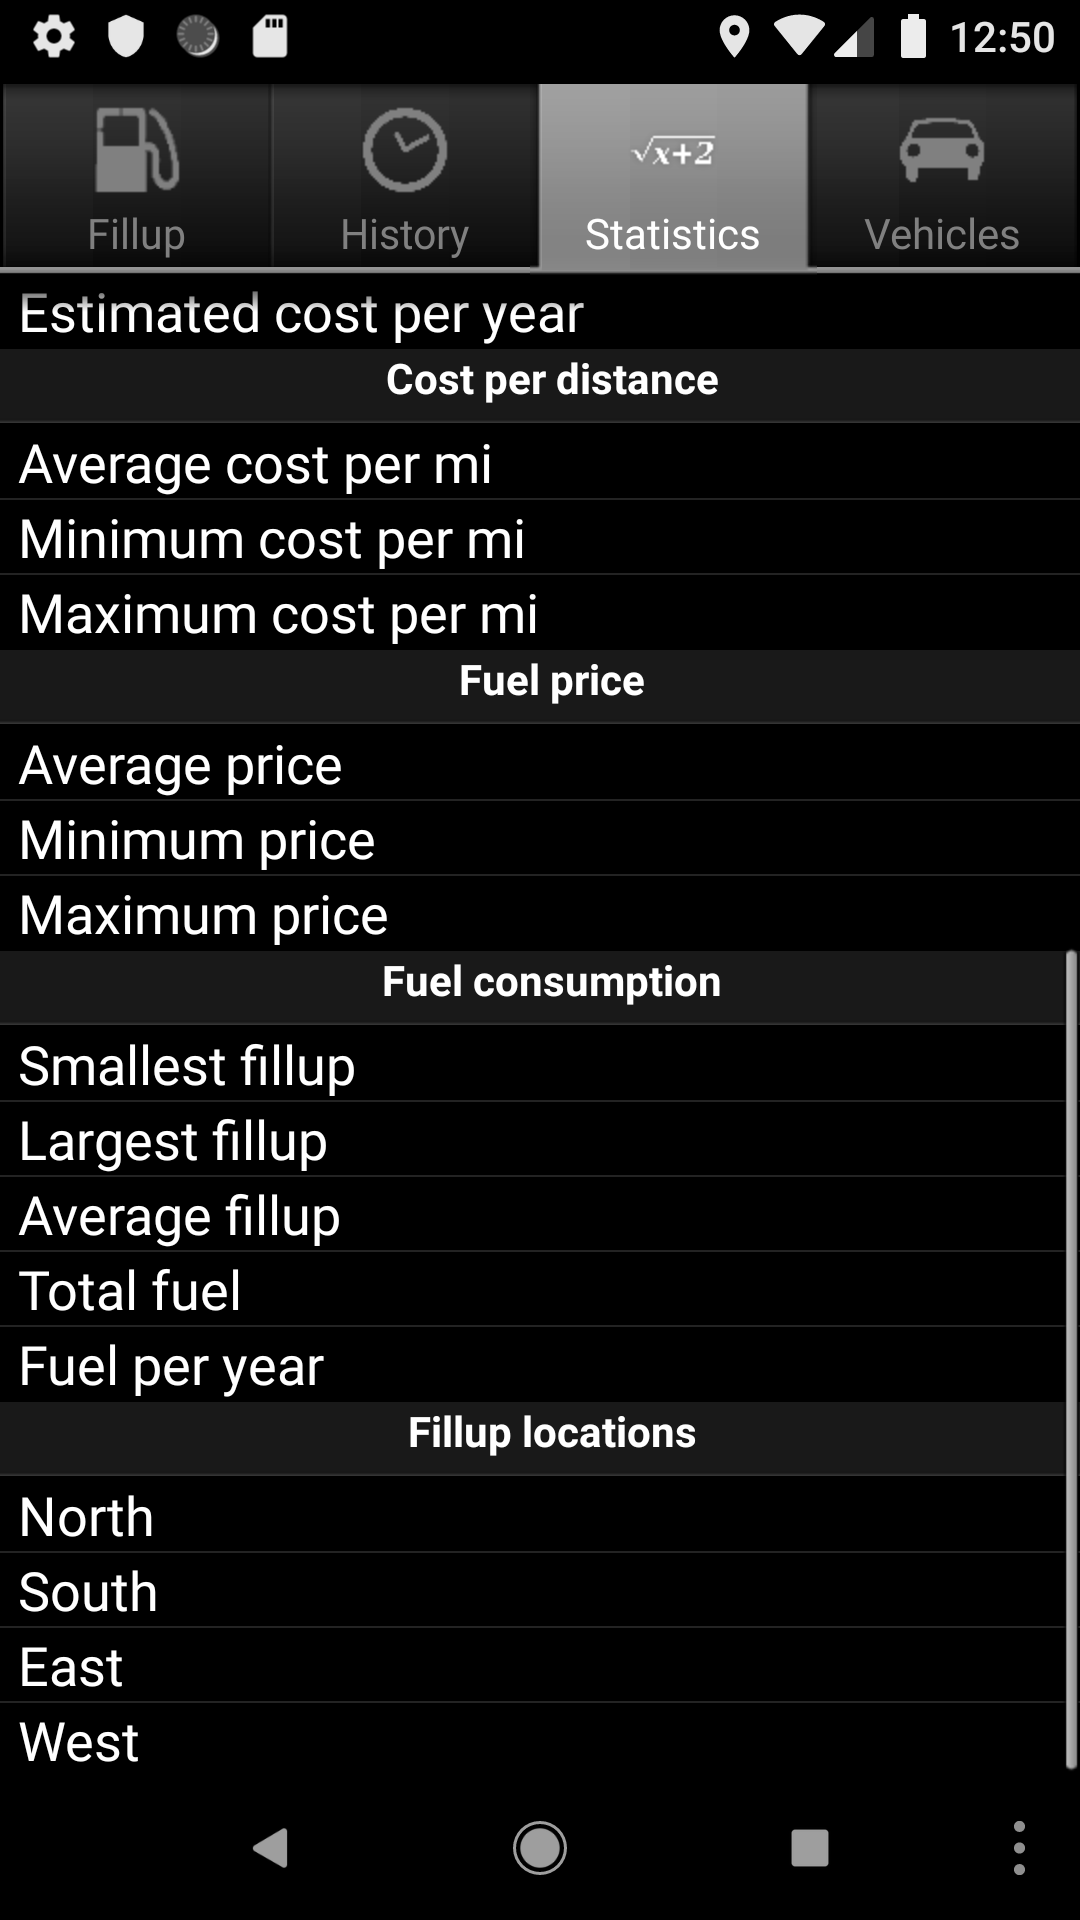 12:50
√x+2
Fillup
History
Statistics
Vehicles
Estimated cost per year
Cost per distance
Average cost per mi
Minimum cost per mi
Maximum cost per mi
Fuel price
Average price
Minimum price
Maximum price
Fuel consumption
Smallest fillup
Largest fillup
Average fillup
Total fuel
Fuel per year
Fillup locations
North
South
East
West